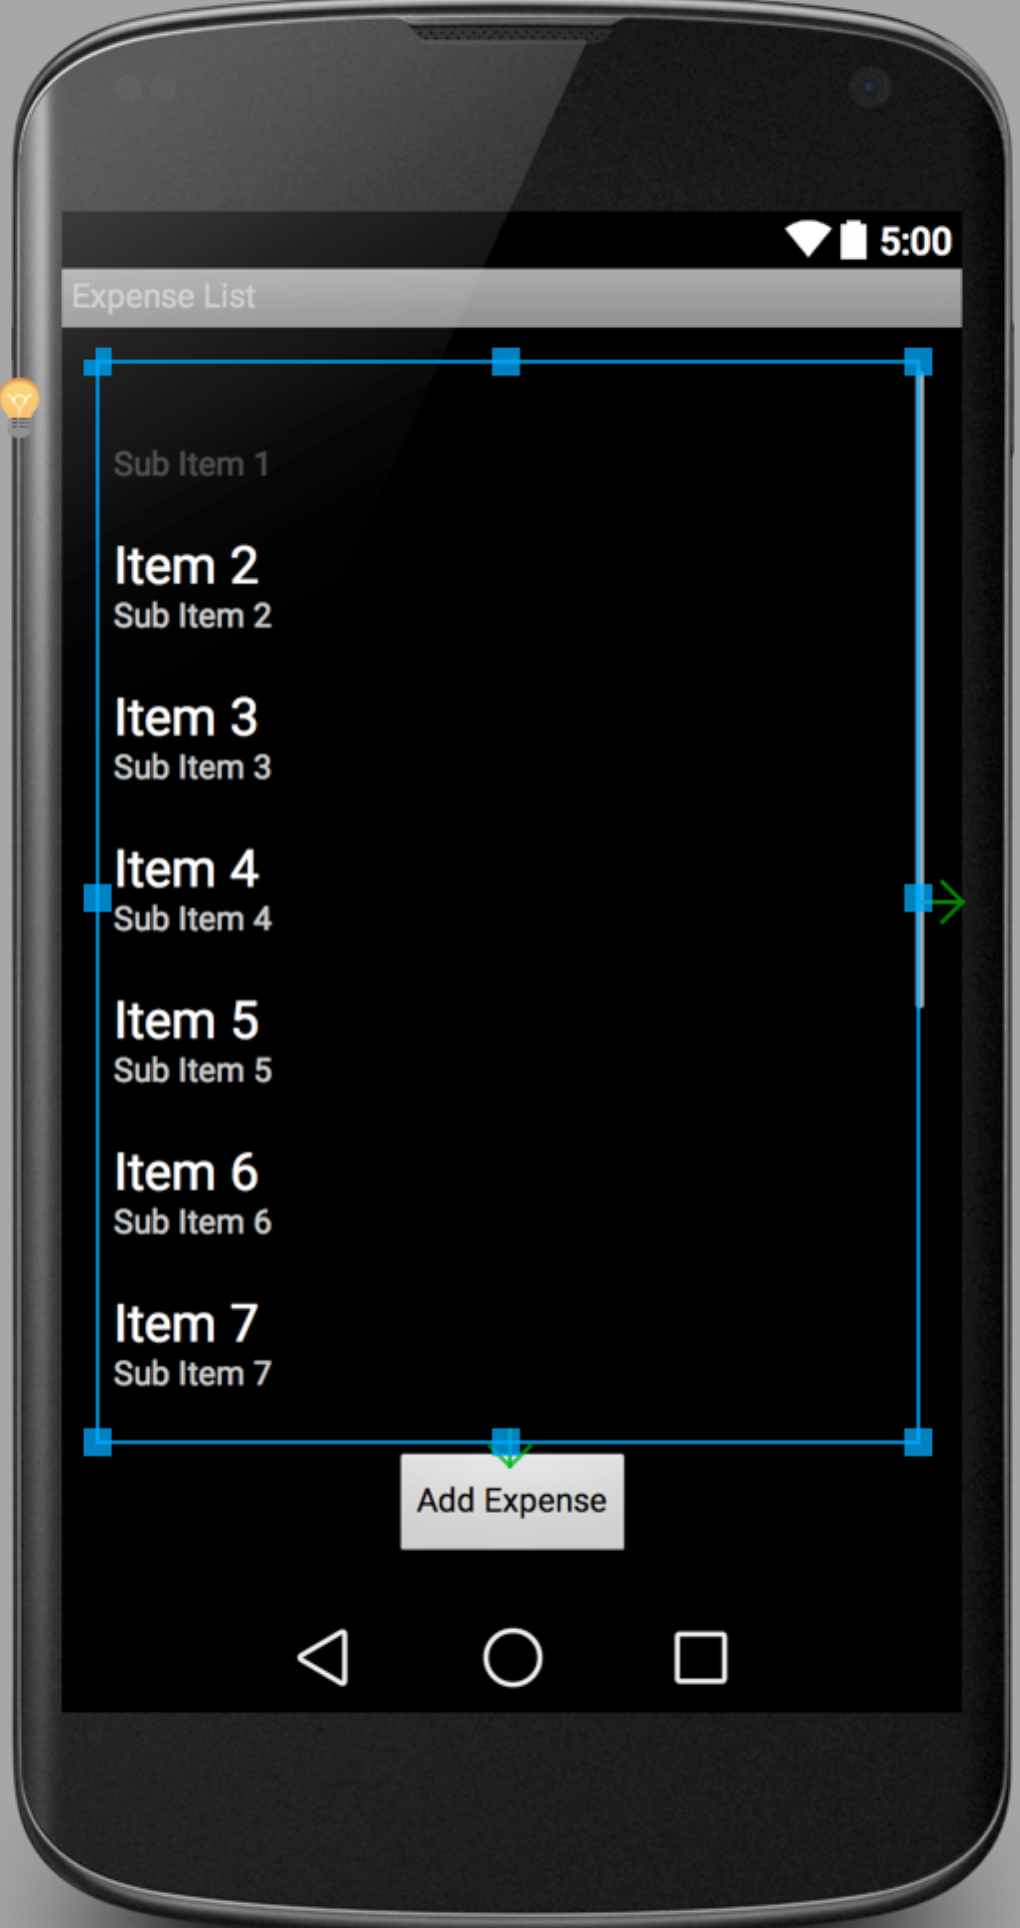 5:00
Expense List
Sub Item 1
Item 2
Sub Item 2
Item 3
Sub Item 3
Item 4
Sub Item 4
Item 5
Sub Item 5
Item 6
Sub Item 6
Item 7
Sub Item 7
Add Expense